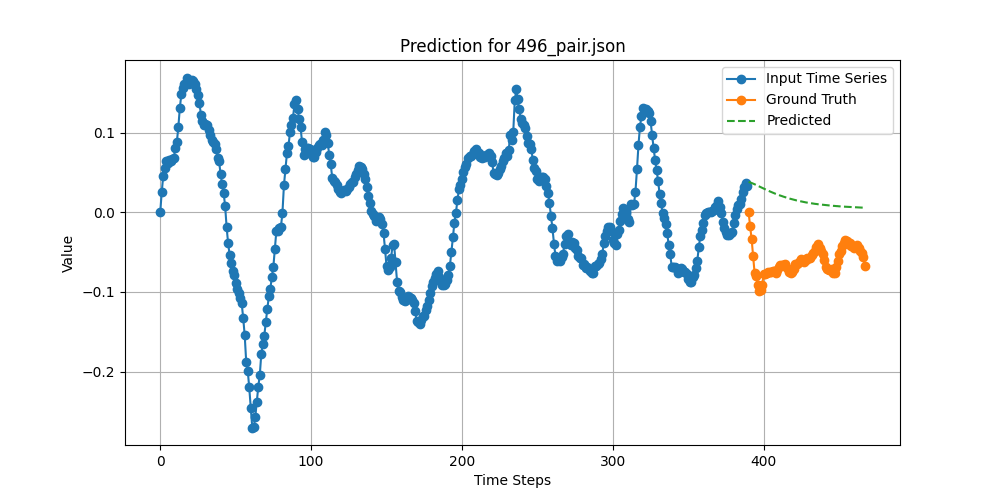 Prediction for 496_pair.json
Input Time Series
Ground Truth
Predicted
0.1
0.0
−0.1
−0.2
Value
0 100 200 300 400
Time Steps